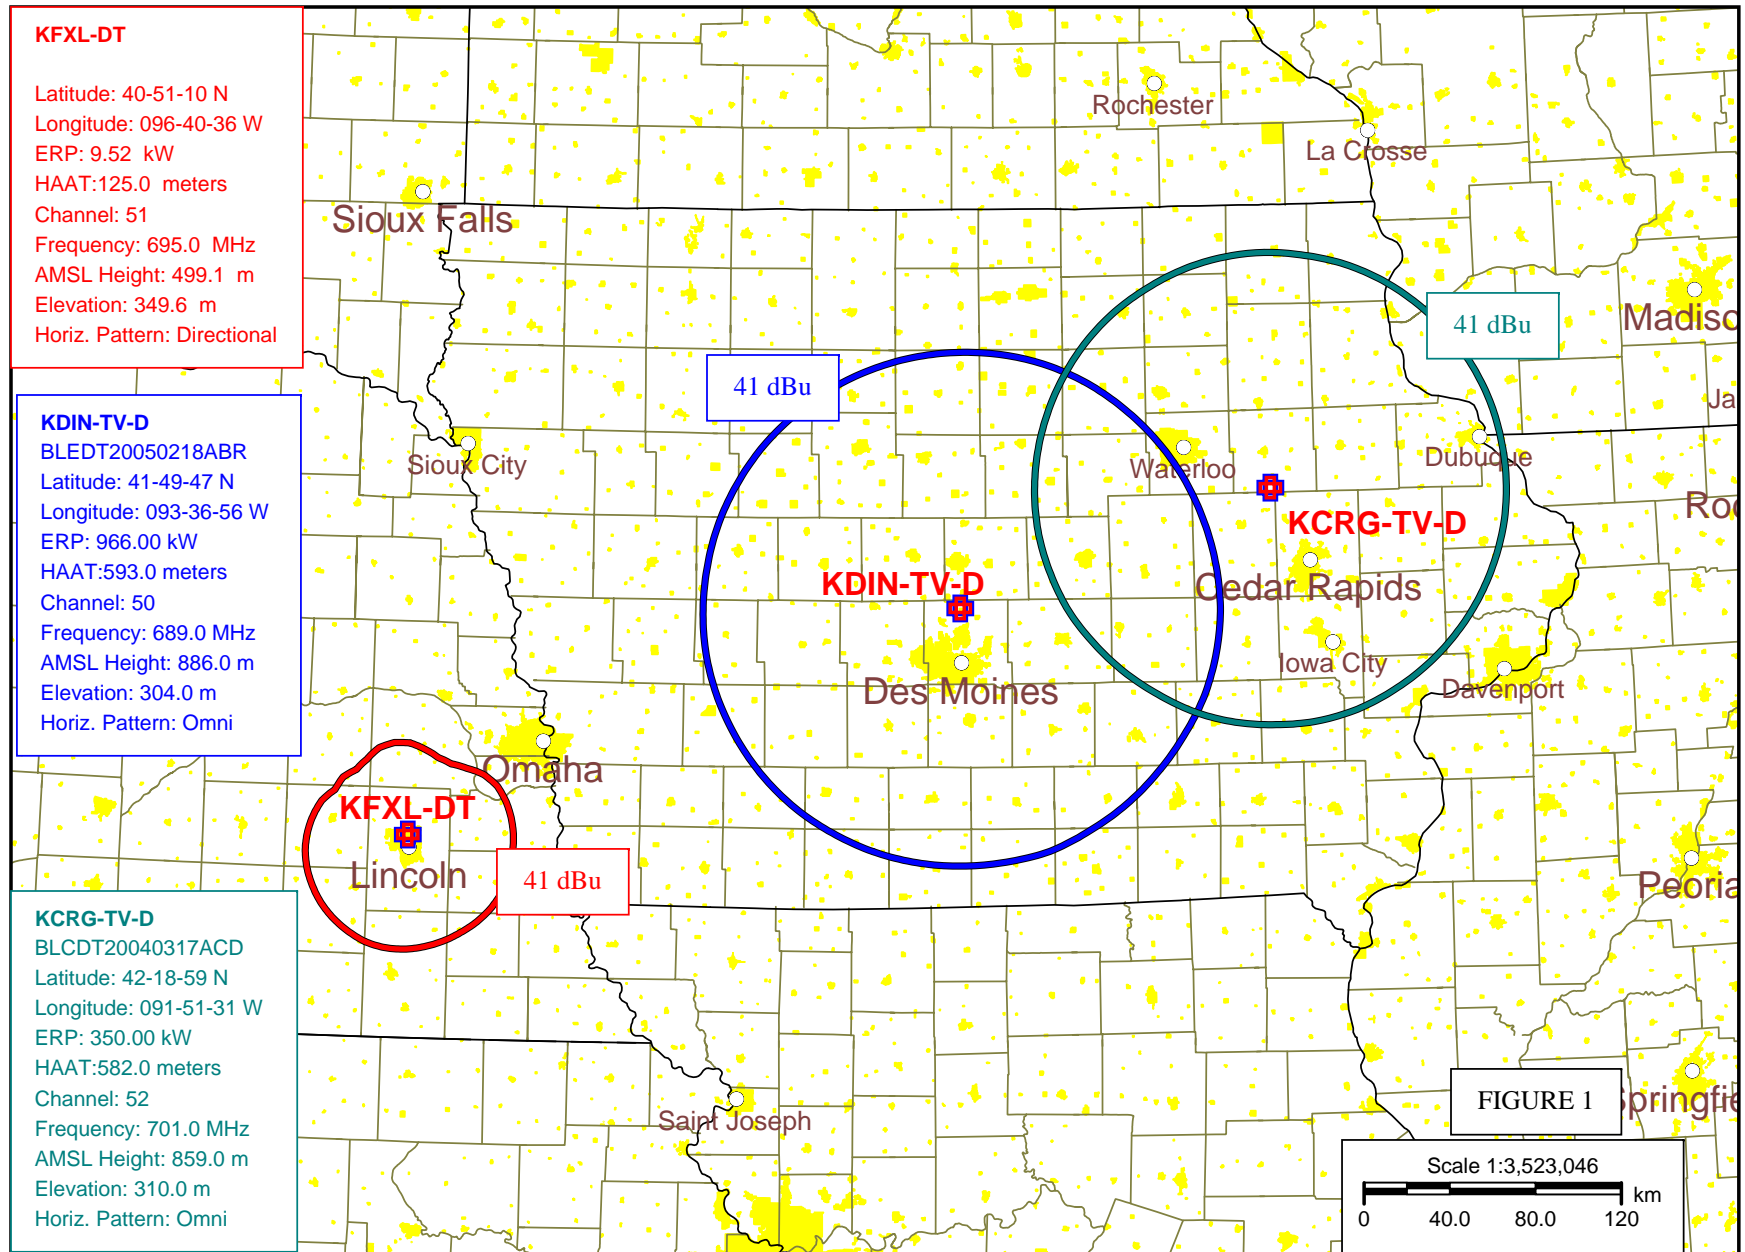 KFXL-DT
Latitude: 40-51-10 N
Longitude: 096-40-36 W
ERP: 9.52 kW
HAAT:125.0 meters
Channel: 51
Frequency: 695.0 MHz
AMSL Height: 499.1 m
Elevation: 349.6 m
Horiz. Pattern: Directional
KDIN-TV-D
BLEDT20050218ABR
Latitude: 41-49-47 N
Longitude: 093-36-56 W
ERP: 966.00 kW
HAAT:593.0 meters
Channel: 50
Frequency: 689.0 MHz
AMSL Height: 886.0 m
Elevation: 304.0 m
Horiz. Pattern: Omni
KCRG-TV-D
BLCDT20040317ACD
Latitude: 42-18-59 N
Longitude: 091-51-31 W
ERP: 350.00 kW
HAAT:582.0 meters
Channel: 52
Frequency: 701.0 MHz
AMSL Height: 859.0 m
Elevation: 310.0 m
Horiz. Pattern: Omni
Rochester
La Crosse
Sioux Falls
Madiso
41 dBu
41 dBu
Ja
Sioux City
Waterloo
Dubuque
Roc
KCRG-TV-D
KDIN-TV-D
Cedar Rapids
Iowa City
Des Moines
Davenport
Omaha
KFXL-DT
Lincoln
41 dBu
Peoria
Saint Joseph
FIGURE 1
Springfie
Scale 1:3,523,046
km
0 40.0 80.0 120